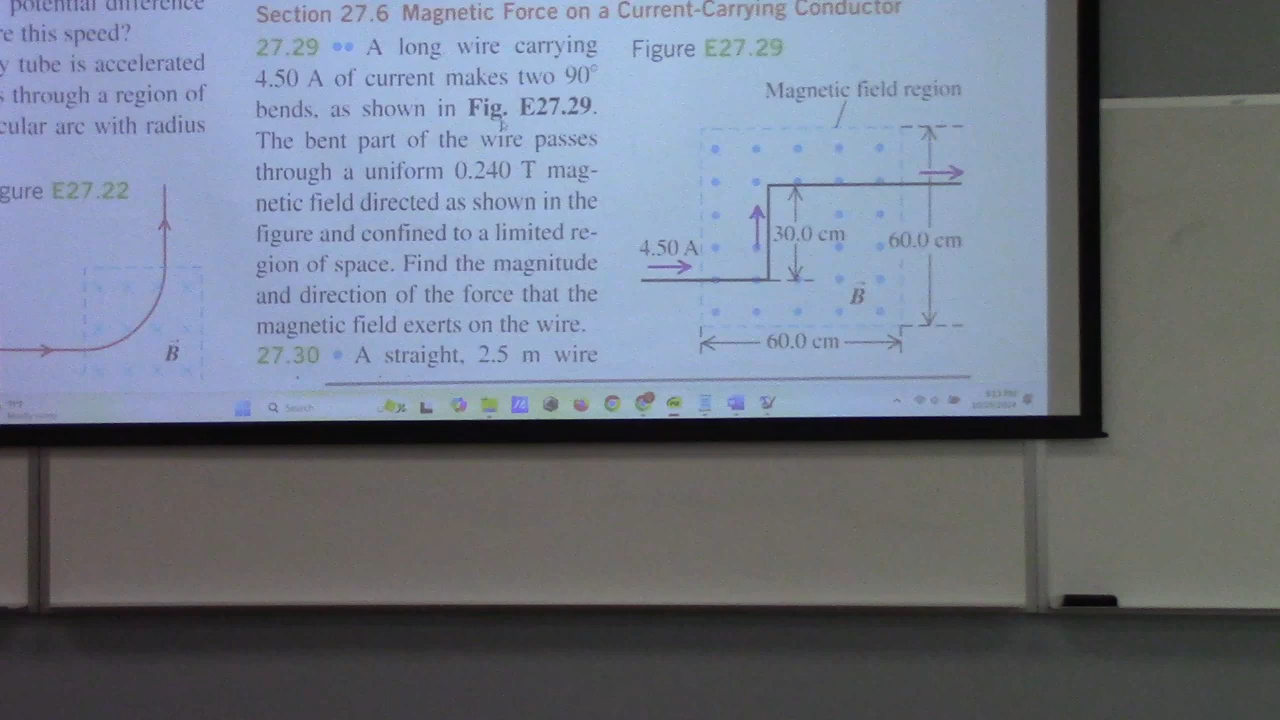 potential difference
re this speed?
y tube is accelerated
s through a region of
cular arc with radius
gure E27.22
B
Section 27.6 Magnetic Force on a Current-Carrying Conductor
27.29 •• A long wire carrying
4.50 A of current makes two 90°
bends, as shown in Fig. E27.29.
The bent part of the wire passes
through a uniform 0.240 T mag-
netic field directed as shown in the
figure and confined to a limited re-
gion of space. Find the magnitude
and direction of the force that the
magnetic field exerts on the wire.
27.30 • A straight, 2.5 m wire
Figure E27.29
Magnetic field region
30.0 cm
60.0 cm
4.50 A
B
60.0 cm
Search